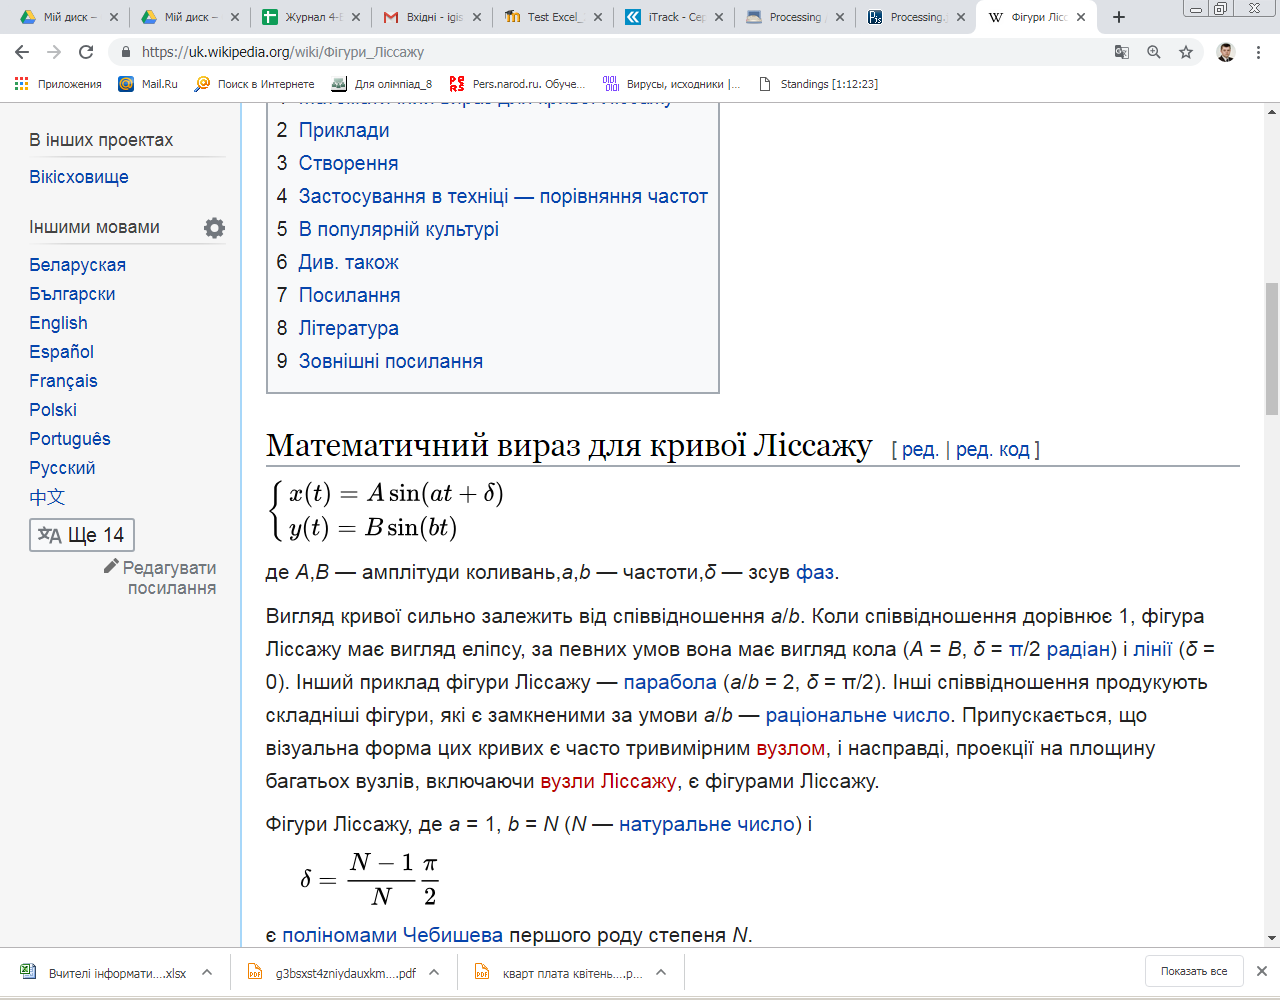 Мій диск –
Мій диск –
Журнал 4-Б
Вхідні - igis
Test Excel_
iTrack - Сер
Processing
Processing.
Фігури Лісс
https://uk.wikipedia.org/wiki/Фігури_Ліссажу
Приложения
Mail.Ru
Поиск в Интернете
Для олімпіад_8
Pers.narod.ru. Обуче...
Вирусы, исходники |...
Standings [1:12:23]
В інших проектах
Вікісховище
Іншими мовами
Беларуская
Български
English
Español
Français
Polski
Português
Русский
中文
Ще 14
Редагувати
посилання
1 Математичний вираз для кривої Ліссажу
2 Приклади
3 Створення
4 Застосування в техніці — порівняння частот
5 В популярній культурі
6 Див. також
7 Посилання
8 Література
9 Зовнішні посилання
Математичний вираз для кривої Ліссажу [ ред. | ред. код ]
x(t) = A sin(at + δ)
y(t) = B sin(bt)
де A,B — амплітуди коливань,a,b — частоти,δ — зсув фаз.
Вигляд кривої сильно залежить від співвідношення a/b. Коли співвідношення дорівнює 1, фігура
Ліссажу має вигляд еліпсу, за певних умов вона має вигляд кола (A = B, δ = π/2 радіан) і лінії (δ =
0). Інший приклад фігури Ліссажу — парабола (a/b = 2, δ = π/2). Інші співвідношення продукують
складніші фігури, які є замкненими за умови a/b — раціональне число. Припускається, що
візуальна форма цих кривих є часто тривимірним вузлом, і насправді, проекції на площину
багатьох вузлів, включаючи вузли Ліссажу, є фігурами Ліссажу.
Фігури Ліссажу, де a = 1, b = N (N — натуральне число) і
δ = (N − 1)/N π/2
є поліномами Чебишева першого роду степеня N.
Вчителі інформати....xlsx
g3bsxst4zniydauxkm....pdf
кварт плата квітень....p...
Показать все